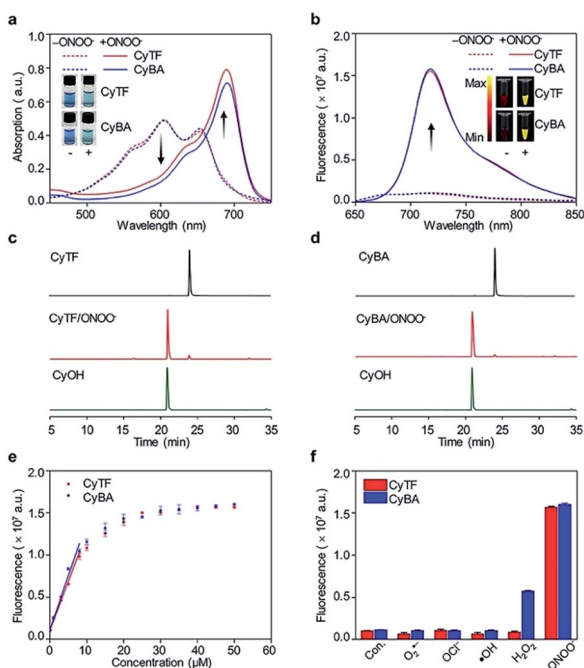 a
–ONOO⁻ +ONOO⁻
CyTF
CyBA
CyTF
CyBA
- +
Absorption (a.u.)
0.0
0.2
0.4
0.6
0.8
1.0
500 600 700
Wavelength (nm)
b
–ONOO⁻ +ONOO⁻
CyTF
CyBA
Max
Min
CyTF
CyBA
- +
Fluorescence (× 10⁷ a.u.)
0
0.5
1.0
1.5
2.0
650 700 750 800 850
Wavelength (nm)
c
CyTF
CyTF/ONOO⁻
CyOH
5 10 15 20 25 30 35
Time (min)
d
CyBA
CyBA/ONOO⁻
CyOH
5 10 15 20 25 30 35
Time (min)
e
CyTF
CyBA
Fluorescence (× 10⁷ a.u.)
0
0.5
1.0
1.5
2.0
0 10 20 30 40 50 60
Concentration (µM)
f
CyTF
CyBA
Fluorescence (× 10⁷ a.u.)
0
0.5
1.0
1.5
2.0
Con. O₂•⁻ OCl⁻ •OH H₂O₂ ONOO⁻